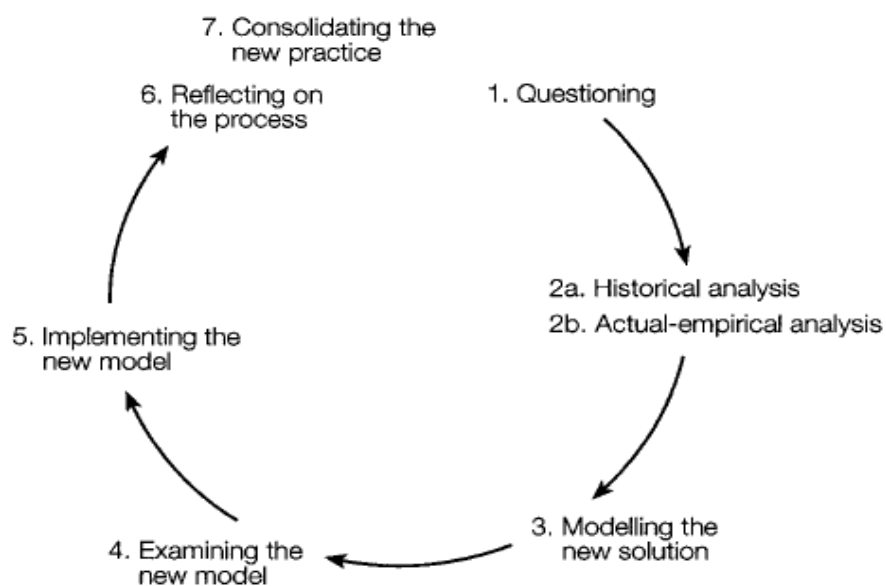 7. Consolidating the
new practice
6. Reflecting on
the process
1. Questioning
2a. Historical analysis
2b. Actual-empirical analysis
5. Implementing the
new model
3. Modelling the
new solution
4. Examining the
new model